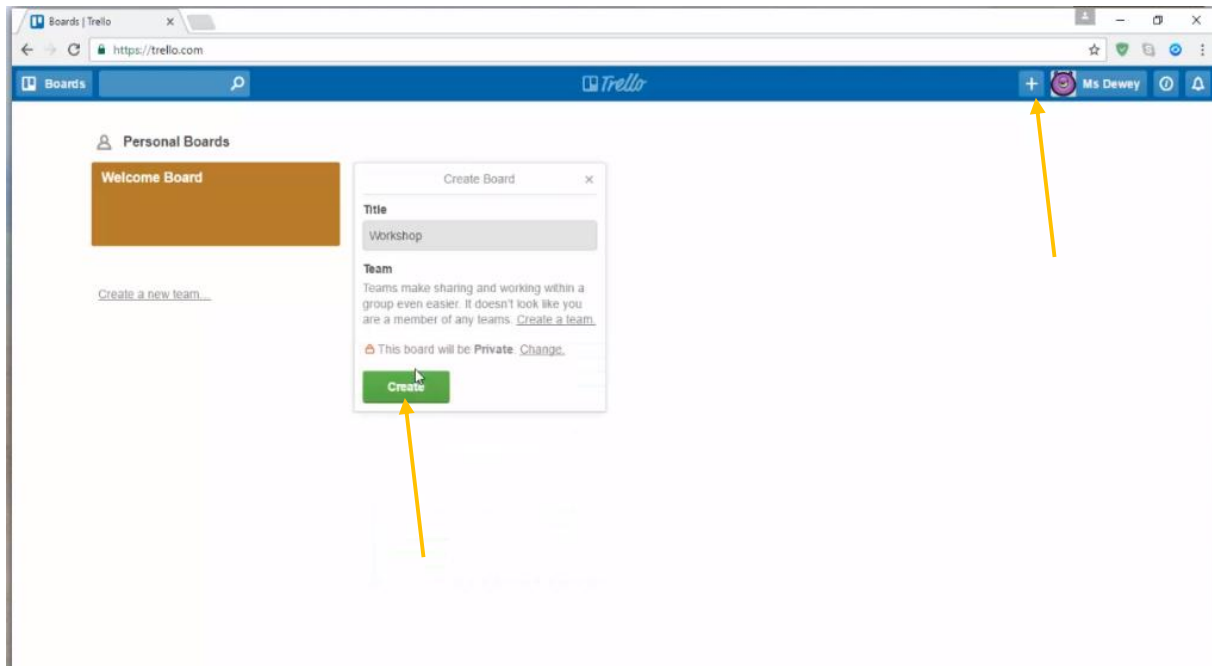 Boards | Trello
https://trello.com
Boards
Trello
Ms Dewey
Personal Boards
Welcome Board
Create a new team...
Create Board
Title
Workshop
Team
Teams make sharing and working within a
group even easier. It doesn't look like you
are a member of any teams. Create a team.
This board will be Private. Change.
Create